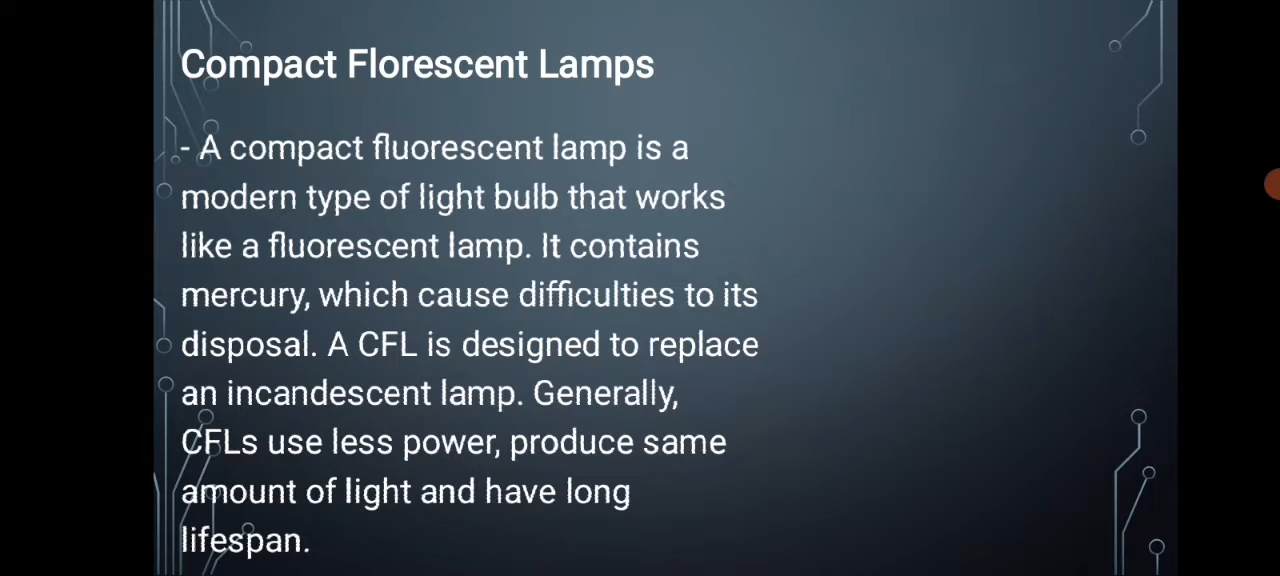 Compact Florescent Lamps
- A compact fluorescent lamp is a
modern type of light bulb that works
like a fluorescent lamp. It contains
mercury, which cause difficulties to its
disposal. A CFL is designed to replace
an incandescent lamp. Generally,
CFLs use less power, produce same
amount of light and have long
lifespan.